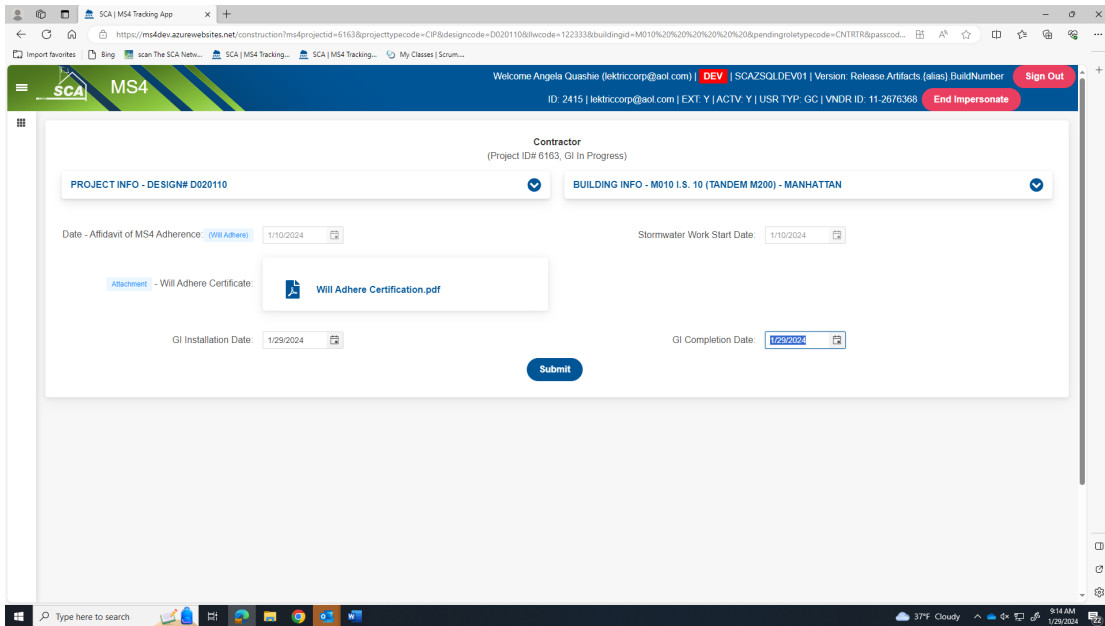 SCA | MS4 Tracking App
https://ms4dev.azurewebsites.net/construction?ms4projectid=6163&projecttypecode=CIP&designcode=D020110&llwcode=122333&buildingid=M010%20%20%20%20%20%20&pendingroletypecode=CNTRTR&passcod...
Import favorites
Bing
scan The SCA Netw...
SCA | MS4 Tracking...
SCA | MS4 Tracking...
My Classes | Scrum....
SCA
MS4
Welcome Angela Quashie (lektriccorp@aol.com) | DEV | SCAZSQLDEV01 | Version: Release.Artifacts.{alias}.BuildNumber
Sign Out
ID: 2415 | lektriccorp@aol.com | EXT: Y | ACTV: Y | USR TYP: GC | VNDR ID: 11-2676368
End Impersonate
Contractor
(Project ID# 6163, GI In Progress)
PROJECT INFO - DESIGN# D020110
BUILDING INFO - M010 I.S. 10 (TANDEM M200) - MANHATTAN
Date - Affidavit of MS4 Adherence: (Will Adhere) 1/10/2024
Stormwater Work Start Date: 1/10/2024
Attachment - Will Adhere Certificate:
Will Adhere Certification.pdf
GI Installation Date: 1/29/2024
GI Completion Date: 1/29/2024
Submit
Type here to search
37°F Cloudy
9:14 AM
1/29/2024
22